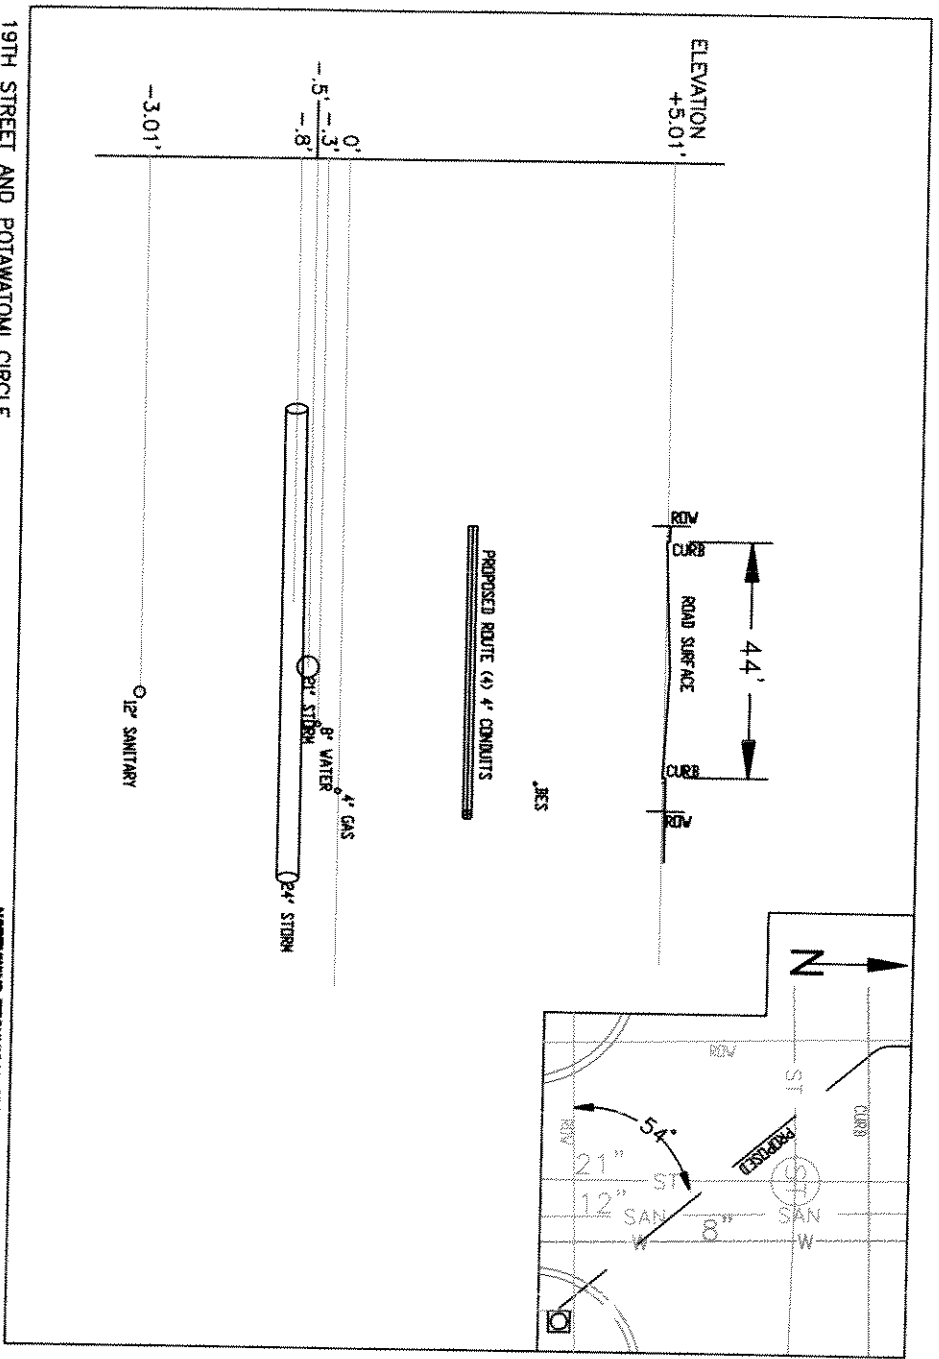 ELEVATION
+5.01'
0'
-.3'
-.5'
-.8'
-3.01'
44'
ROW
CURB
ROAD SURFACE
CURB
ROW
PROPOSED ROUTE (4) 4" CONDUITS
4" GAS
8" WATER
21" STORM
24" STORM
12" SANITARY
N
ROW
ST
CURB
PROPOSED
ST
54°
ROW
21"
ST
12"
SAN
8"
SAN
W
W
19TH STREET AND POTAWATOMI CIRCLE